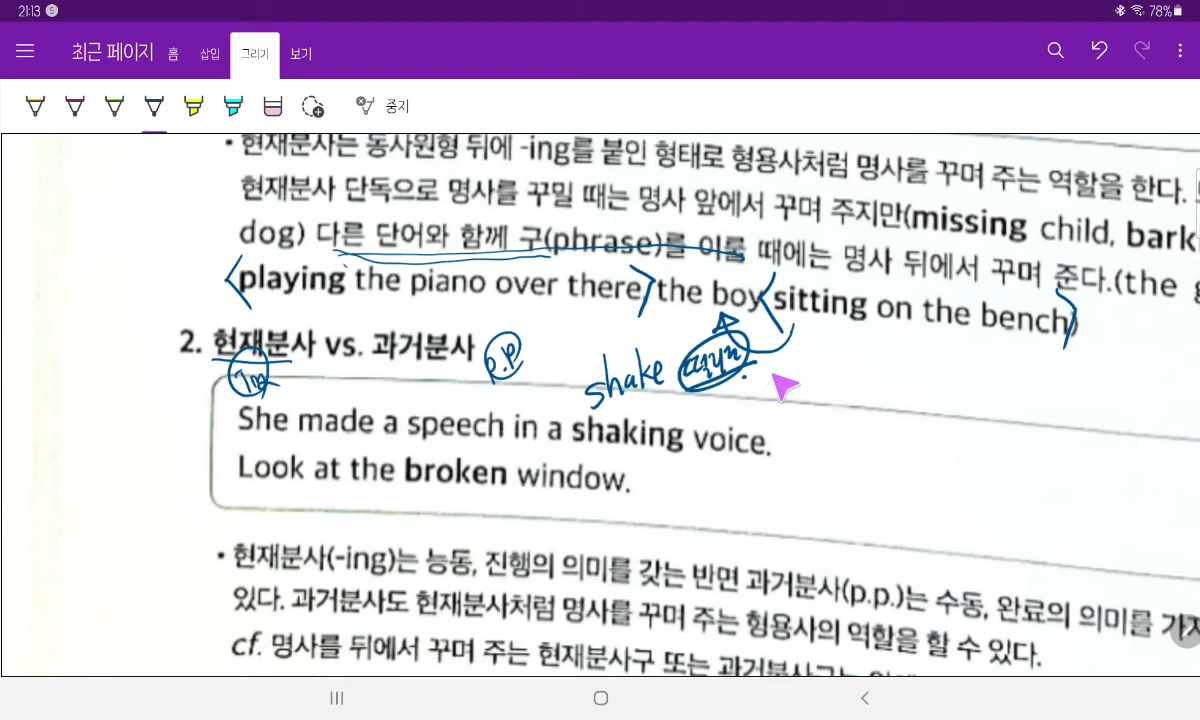 21:13 S 78%
최근 페이지 홈 삽입 그리기 보기
중지
• 현재분사는 동사원형 뒤에 -ing를 붙인 형태로 형용사처럼 명사를 꾸며 주는 역할을 한다.
현재분사 단독으로 명사를 꾸밀 때는 명사 앞에서 꾸며 주지만(missing child, bark
dog) 다른 단어와 함께 구(phrase)를 이룰 때에는 명사 뒤에서 꾸며 준다.(the g
playing the piano over there, the boy sitting on the bench)
2. 현재분사 vs. 과거분사 p.p
ing shake 떨리다
She made a speech in a shaking voice.
Look at the broken window.
• 현재분사(-ing)는 능동, 진행의 의미를 갖는 반면 과거분사(p.p.)는 수동, 완료의 의미를 가지
있다. 과거분사도 현재분사처럼 명사를 꾸며 주는 형용사의 역할을 할 수 있다.
cf. 명사를 뒤에서 꾸며 주는 현재분사구 또는 과거분사구는